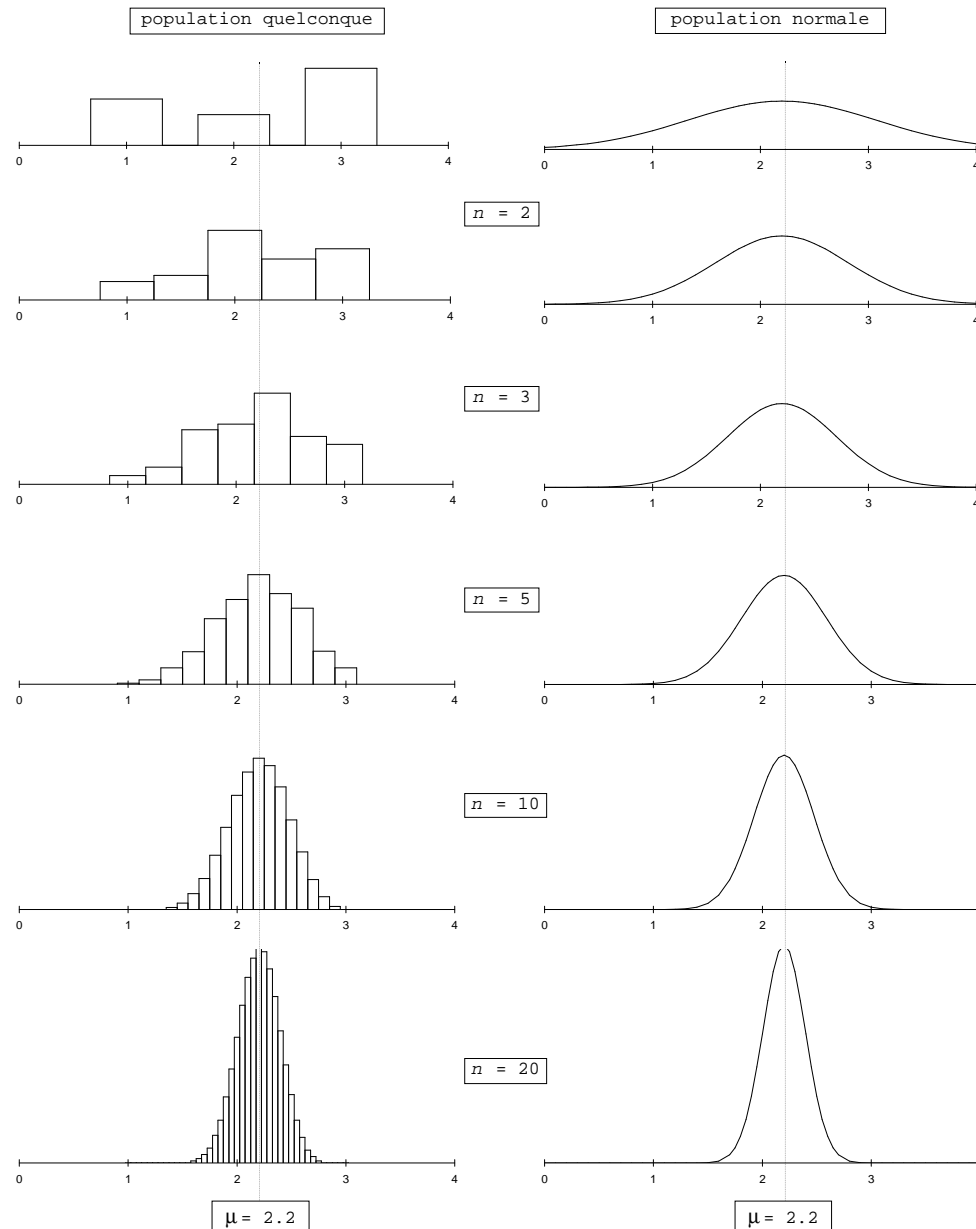 population quelconque population normale
0 1 2 3 4 0 1 2 3 4
n = 2
0 1 2 3 4 0 1 2 3 4
n = 3
0 1 2 3 4 0 1 2 3 4
n = 5
0 1 2 3 4 0 1 2 3
n = 10
0 1 2 3 4 0 1 2 3
n = 20
0 1 2 3 4 0 1 2 3
μ = 2.2 μ = 2.2